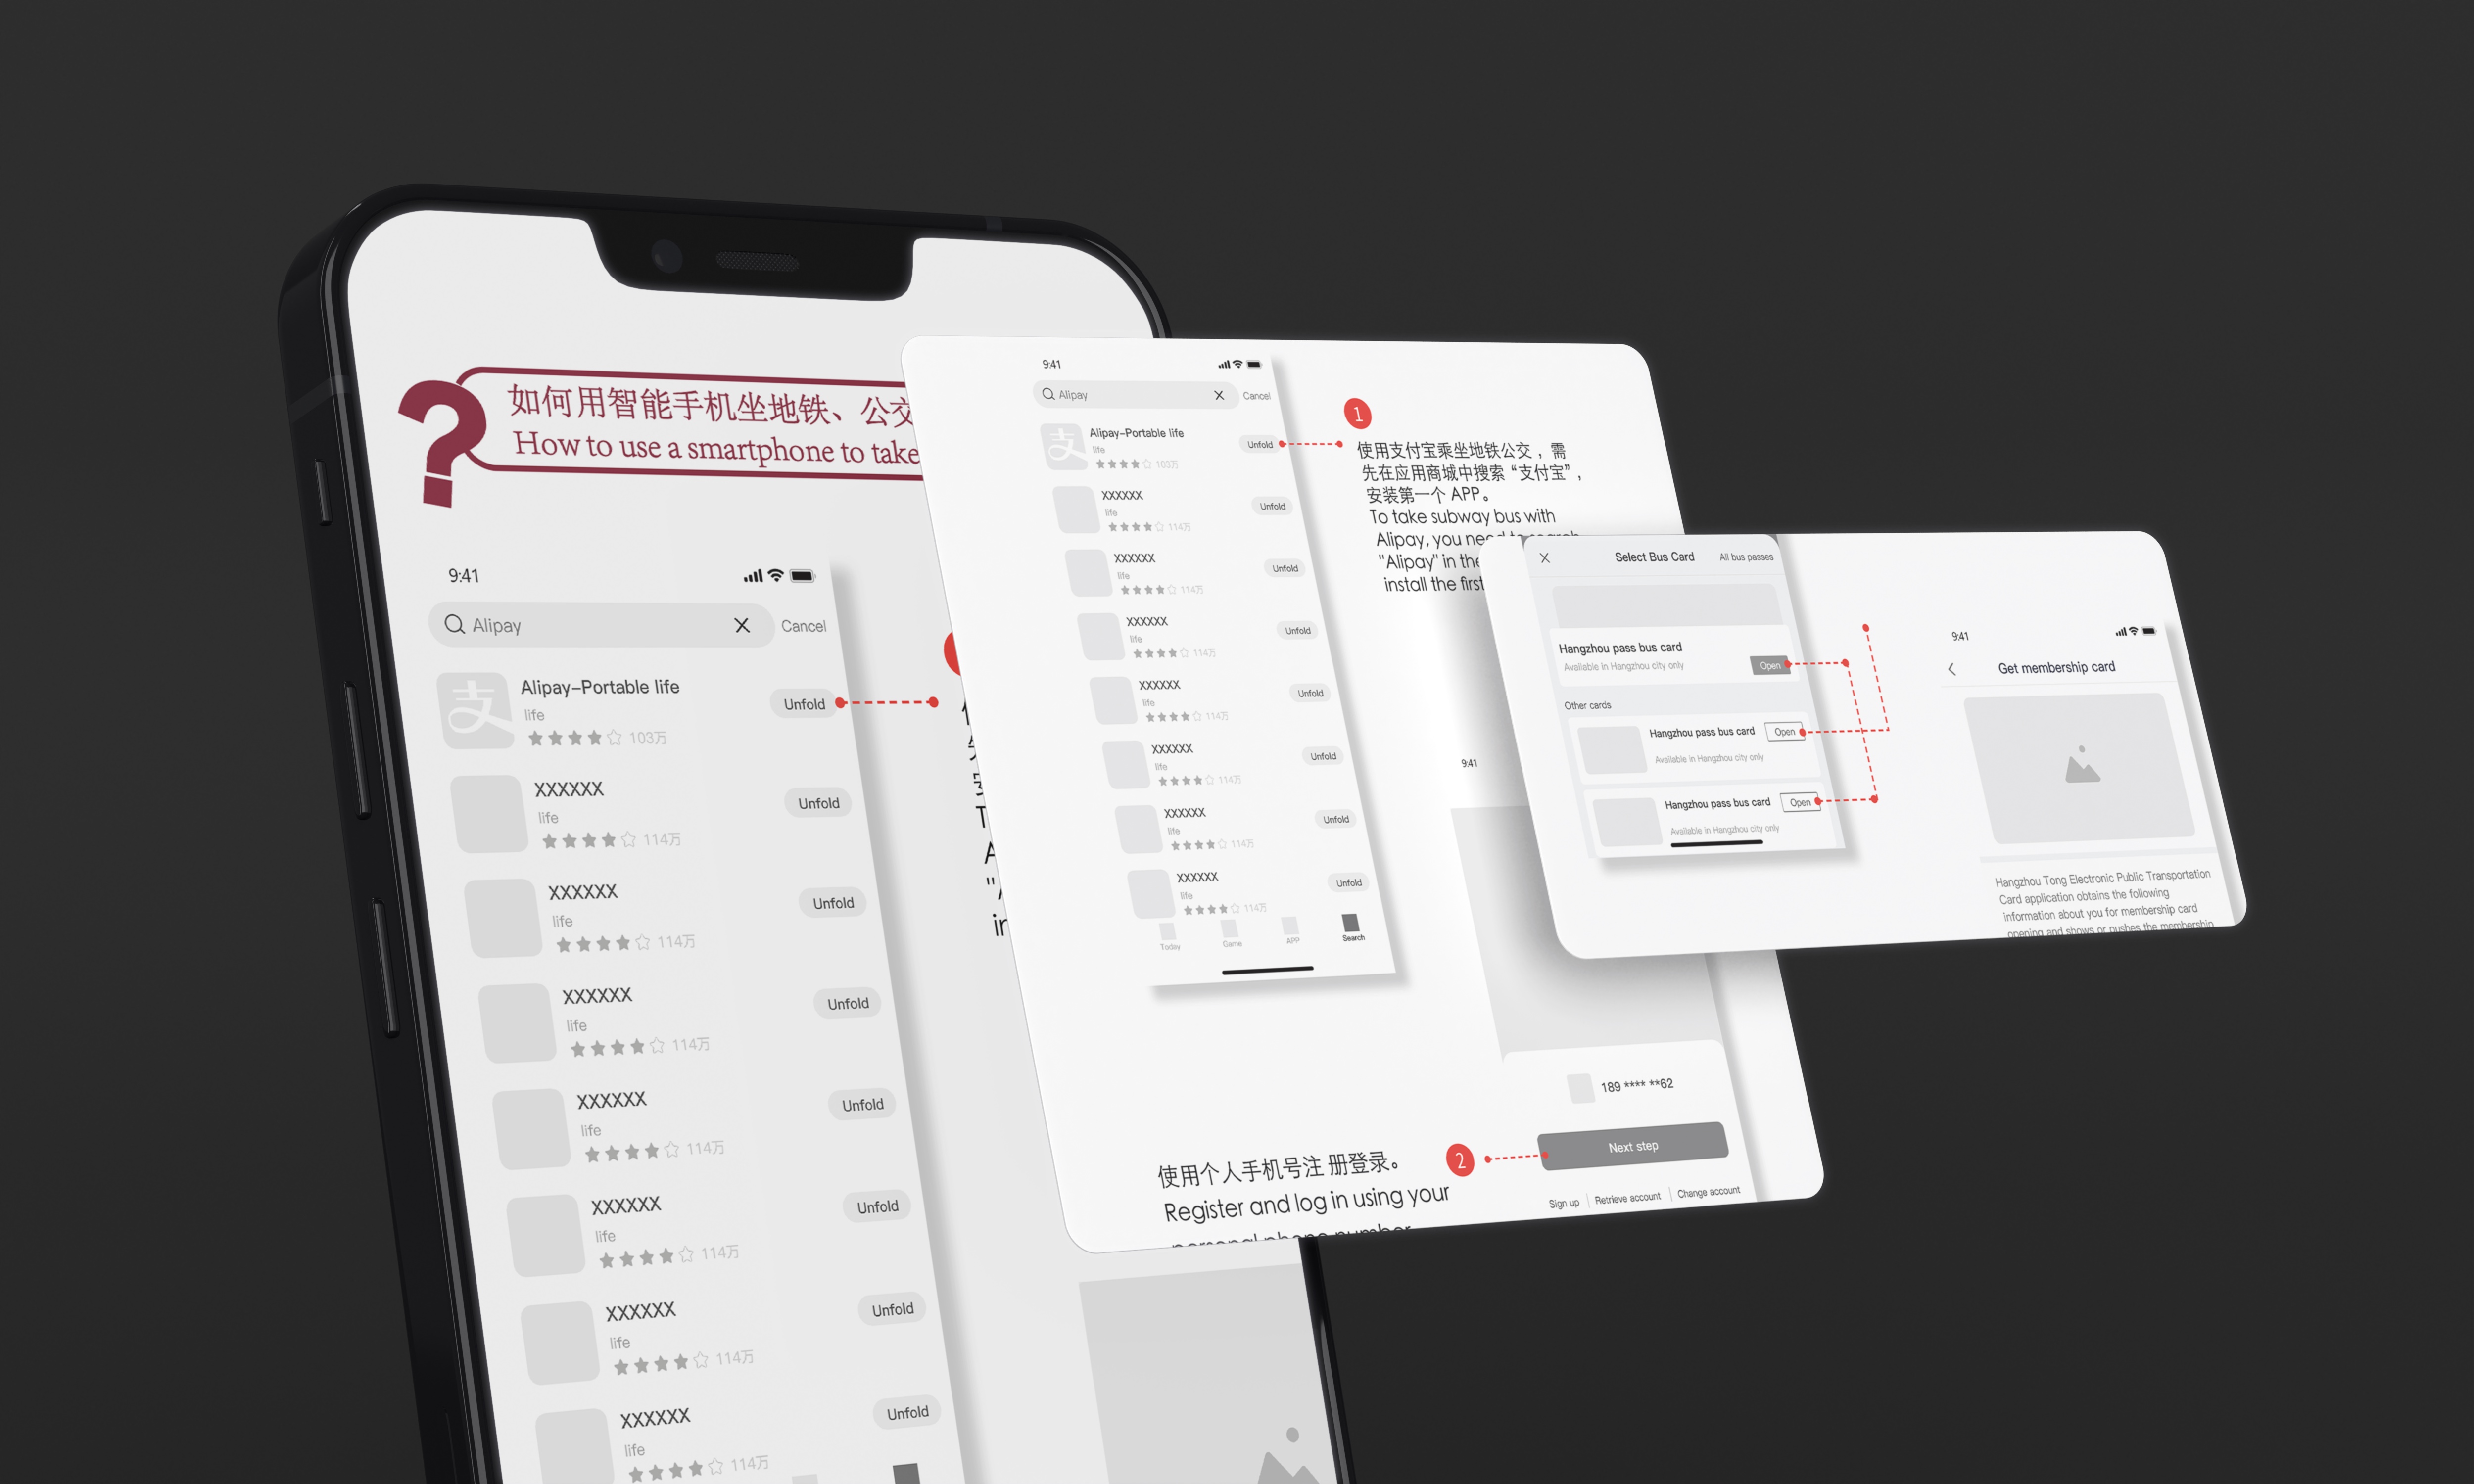 如何用智能手机坐地铁、公交
How to use a smartphone to take
9:41
Alipay
Cancel
Alipay-Portable life
life
103万
Unfold
XXXXXX
life
114万
Unfold
XXXXXX
life
114万
Unfold
XXXXXX
life
114万
Unfold
XXXXXX
life
114万
Unfold
XXXXXX
life
114万
Unfold
XXXXXX
life
114万
Unfold
XXXXXX
life
114万
Unfold
9:41
Alipay
Cancel
Alipay-Portable life
life
103万
Unfold
XXXXXX
life
114万
Unfold
XXXXXX
life
114万
Unfold
XXXXXX
life
114万
Unfold
XXXXXX
life
114万
Unfold
XXXXXX
life
114万
Unfold
XXXXXX
life
114万
Unfold
XXXXXX
life
114万
Unfold
Today
Game
APP
Search
1
使用支付宝乘坐地铁公交，需
先在应用商城中搜索“支付宝”，
安装第一个 APP。
To take subway bus with
Alipay, you need to search
"Alipay" in the
install the first
9:41
189 **** **62
2
Next step
Sign up
Retrieve account
Change account
使用个人手机号注 册登录。
Register and log in using your
personal phone number
Select Bus Card
All bus passes
Hangzhou pass bus card
Available in Hangzhou city only
Open
Other cards
Hangzhou pass bus card
Open
Available in Hangzhou city only
Hangzhou pass bus card
Open
Available in Hangzhou city only
9:41
Get membership card
Hangzhou Tong Electronic Public Transportation
Card application obtains the following
information about you for membership card
opening and shows or pushes the membership